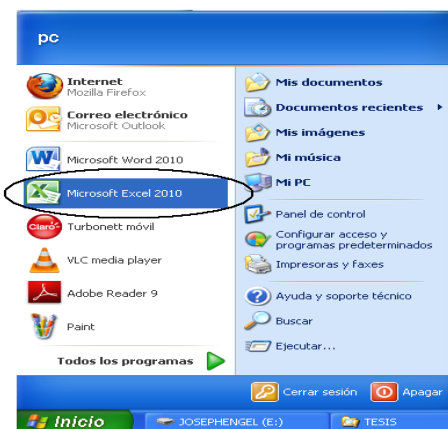 pc
Internet
Mozilla Firefox
Correo electrónico
Microsoft Outlook
Microsoft Word 2010
Microsoft Excel 2010
Claro-
Turbonett móvil
VLC media player
Adobe Reader 9
Paint
Todos los programas
Mis documentos
Documentos recientes
Mis imágenes
Mi música
Mi PC
Panel de control
Configurar acceso y
programas predeterminados
Impresoras y faxes
Ayuda y soporte técnico
Buscar
Ejecutar...
Cerrar sesión
Apagar
Inicio
JOSEPHENGEL (E:)
TESIS